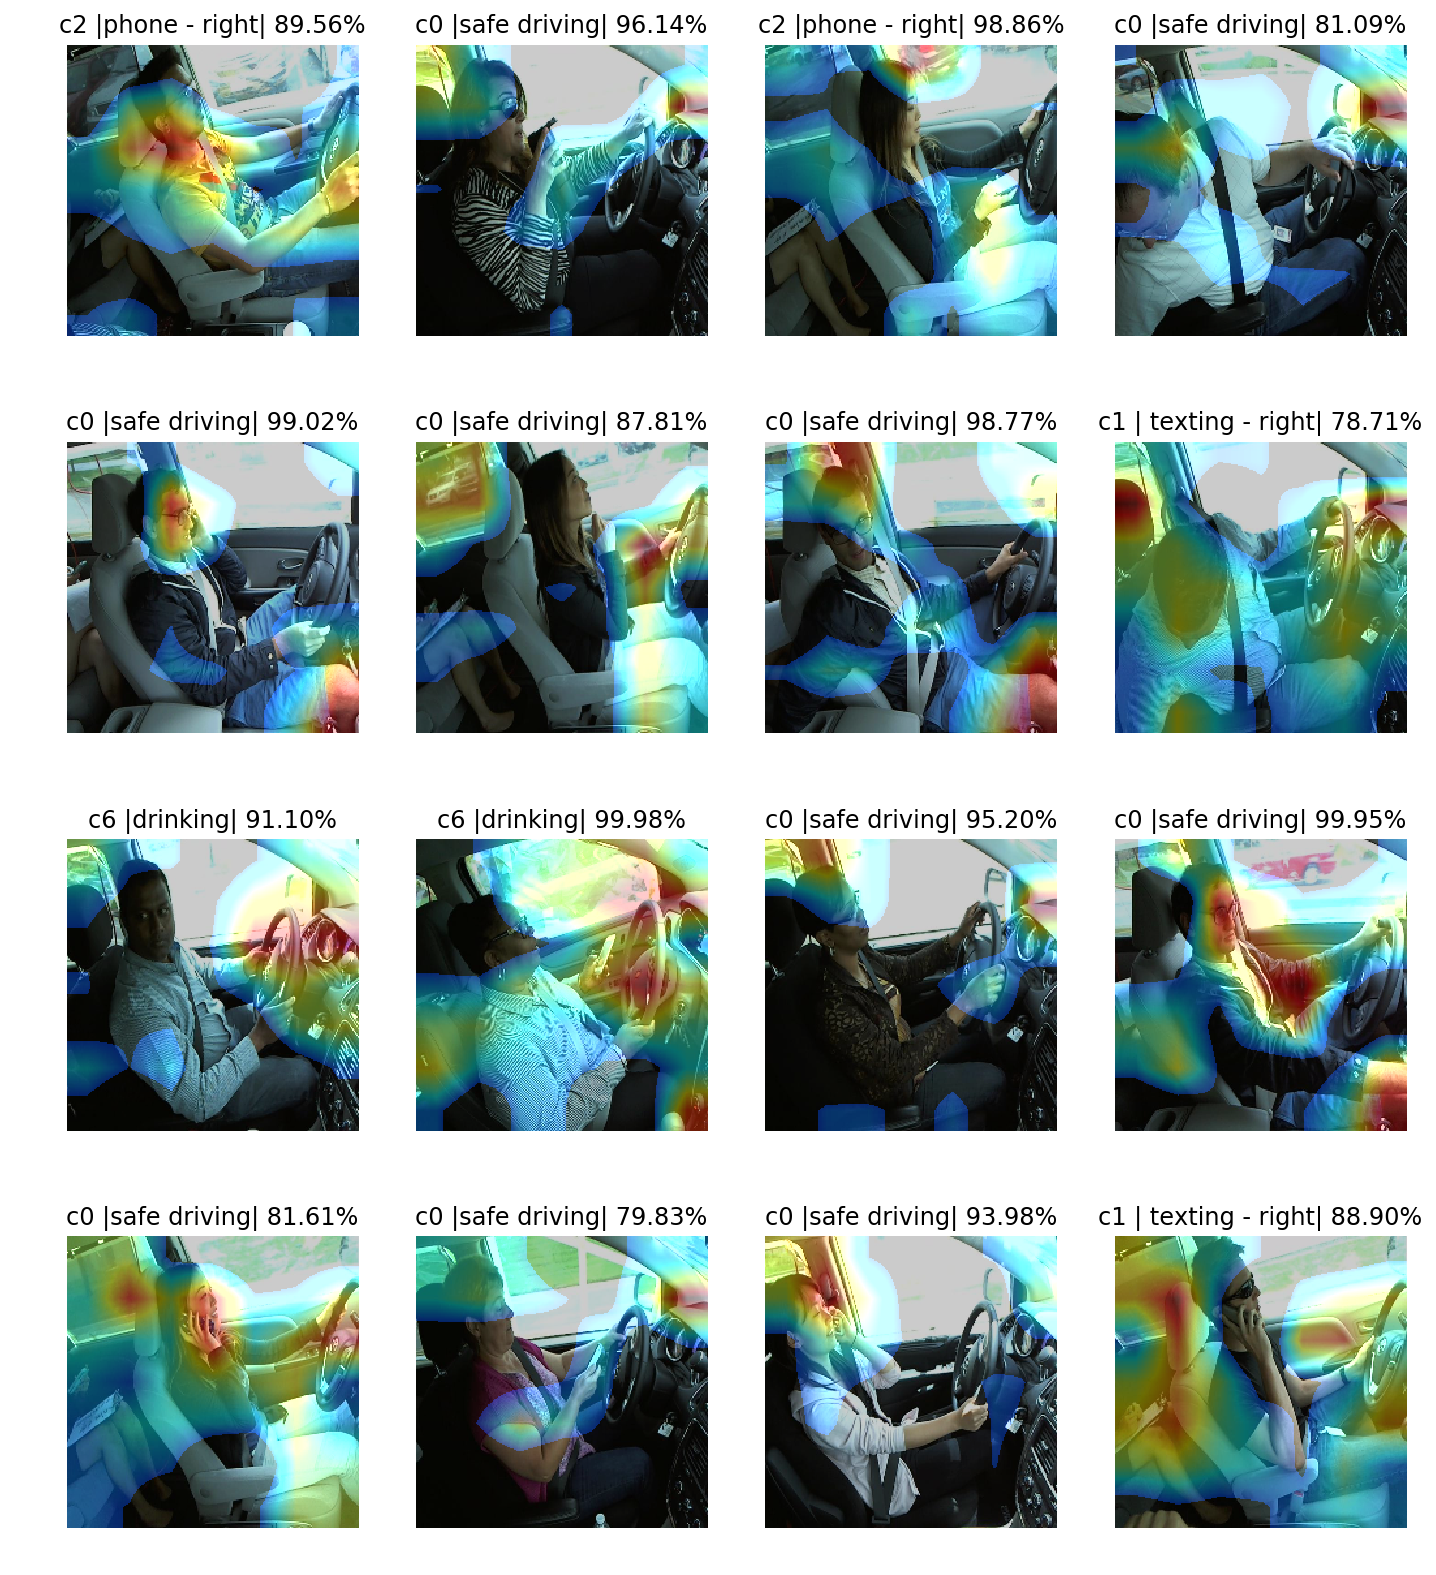 c2 |phone - right| 89.56%
c0 |safe driving| 96.14%
c2 |phone - right| 98.86%
c0 |safe driving| 81.09%
c0 |safe driving| 99.02%
c0 |safe driving| 87.81%
c0 |safe driving| 98.77%
c1 | texting - right| 78.71%
c6 |drinking| 91.10%
c6 |drinking| 99.98%
c0 |safe driving| 95.20%
c0 |safe driving| 99.95%
c0 |safe driving| 81.61%
c0 |safe driving| 79.83%
c0 |safe driving| 93.98%
c1 | texting - right| 88.90%